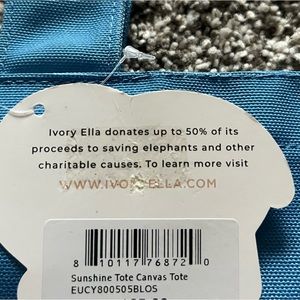 Ivory Ella donates up to 50% of its
proceeds to saving elephants and other
charitable causes. To learn more visit
WWW.IVORYELLA.COM
8 10117 76872 0
Sunshine Tote Canvas Tote
EUCY800505BLOS